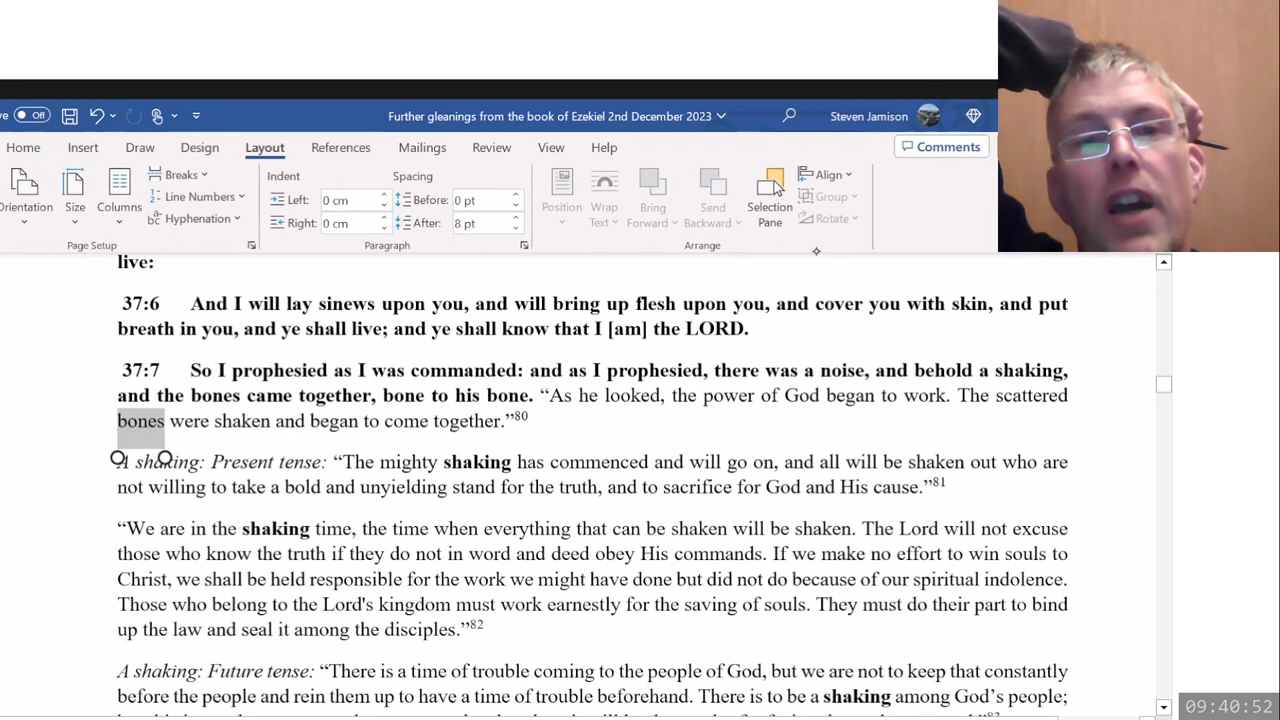 ve Off Further gleanings from the book of Ezekiel 2nd December 2023 Steven Jamison
Home Insert Draw Design Layout References Mailings Review View Help Comments
Breaks Indent Spacing Align
Line Numbers Left: 0 cm Before: 0 pt Group
Orientation Size Columns Hyphenation Right: 0 cm After: 8 pt Position Wrap Text Bring Forward Send Backward Selection Pane Rotate
Page Setup Paragraph Arrange
live:
37:6 And I will lay sinews upon you, and will bring up flesh upon you, and cover you with skin, and put
breath in you, and ye shall live; and ye shall know that I [am] the LORD.
37:7 So I prophesied as I was commanded: and as I prophesied, there was a noise, and behold a shaking,
and the bones came together, bone to his bone. “As he looked, the power of God began to work. The scattered
bones were shaken and began to come together.”80
A shaking: Present tense: “The mighty shaking has commenced and will go on, and all will be shaken out who are
not willing to take a bold and unyielding stand for the truth, and to sacrifice for God and His cause.”81
“We are in the shaking time, the time when everything that can be shaken will be shaken. The Lord will not excuse
those who know the truth if they do not in word and deed obey His commands. If we make no effort to win souls to
Christ, we shall be held responsible for the work we might have done but did not do because of our spiritual indolence.
Those who belong to the Lord's kingdom must work earnestly for the saving of souls. They must do their part to bind
up the law and seal it among the disciples.”82
A shaking: Future tense: “There is a time of trouble coming to the people of God, but we are not to keep that constantly
before the people and rein them up to have a time of trouble beforehand. There is to be a shaking among God’s people;
09:40:52